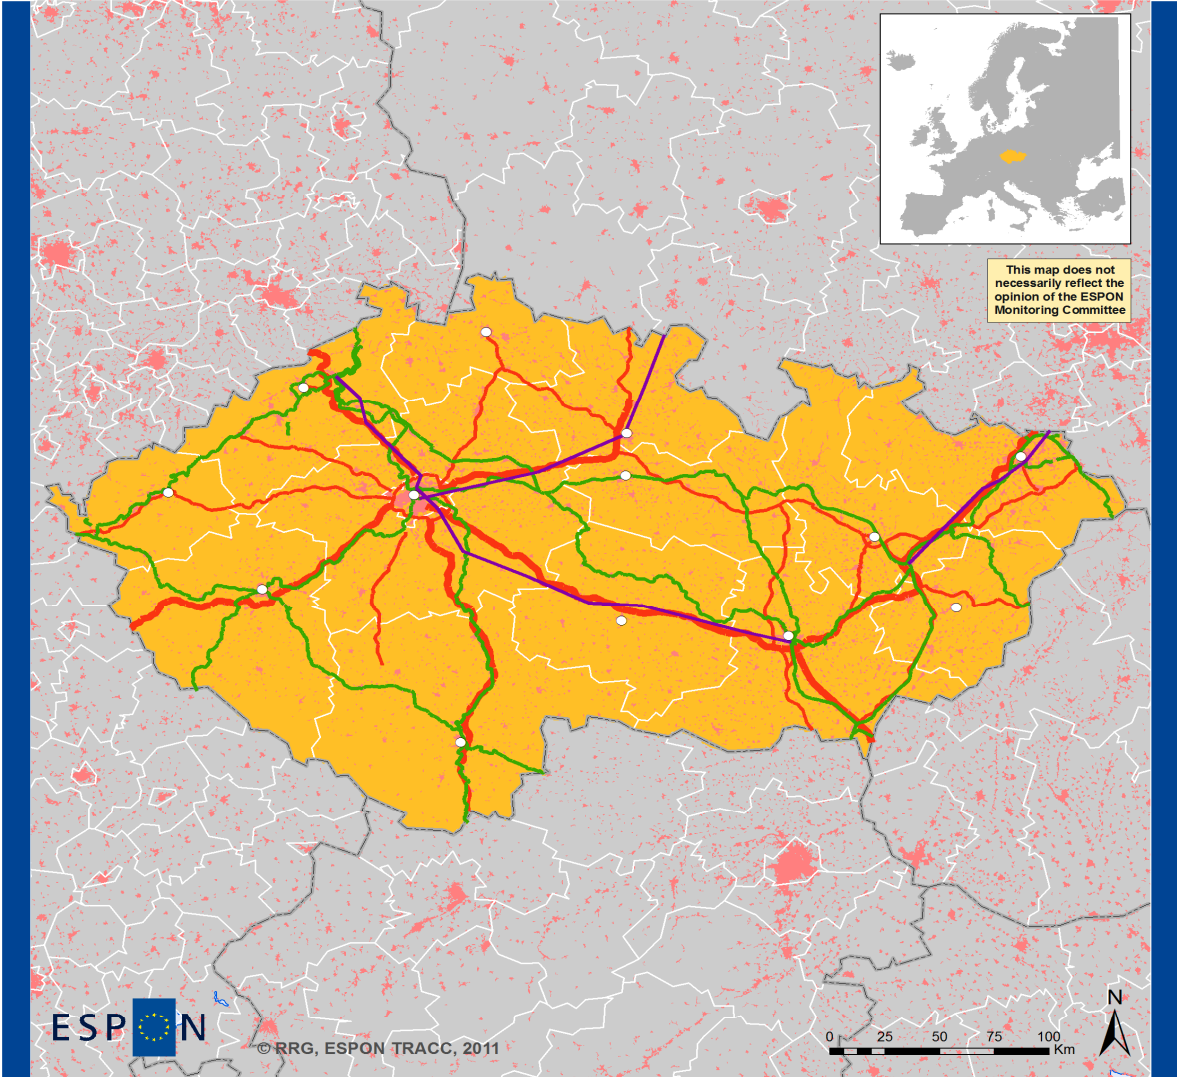 This map does not
necessarily reflect the
opinion of the ESPON
Monitoring Committee
ESP N
© RRG, ESPON TRACC, 2011
N
0 25 50 75 100
Km